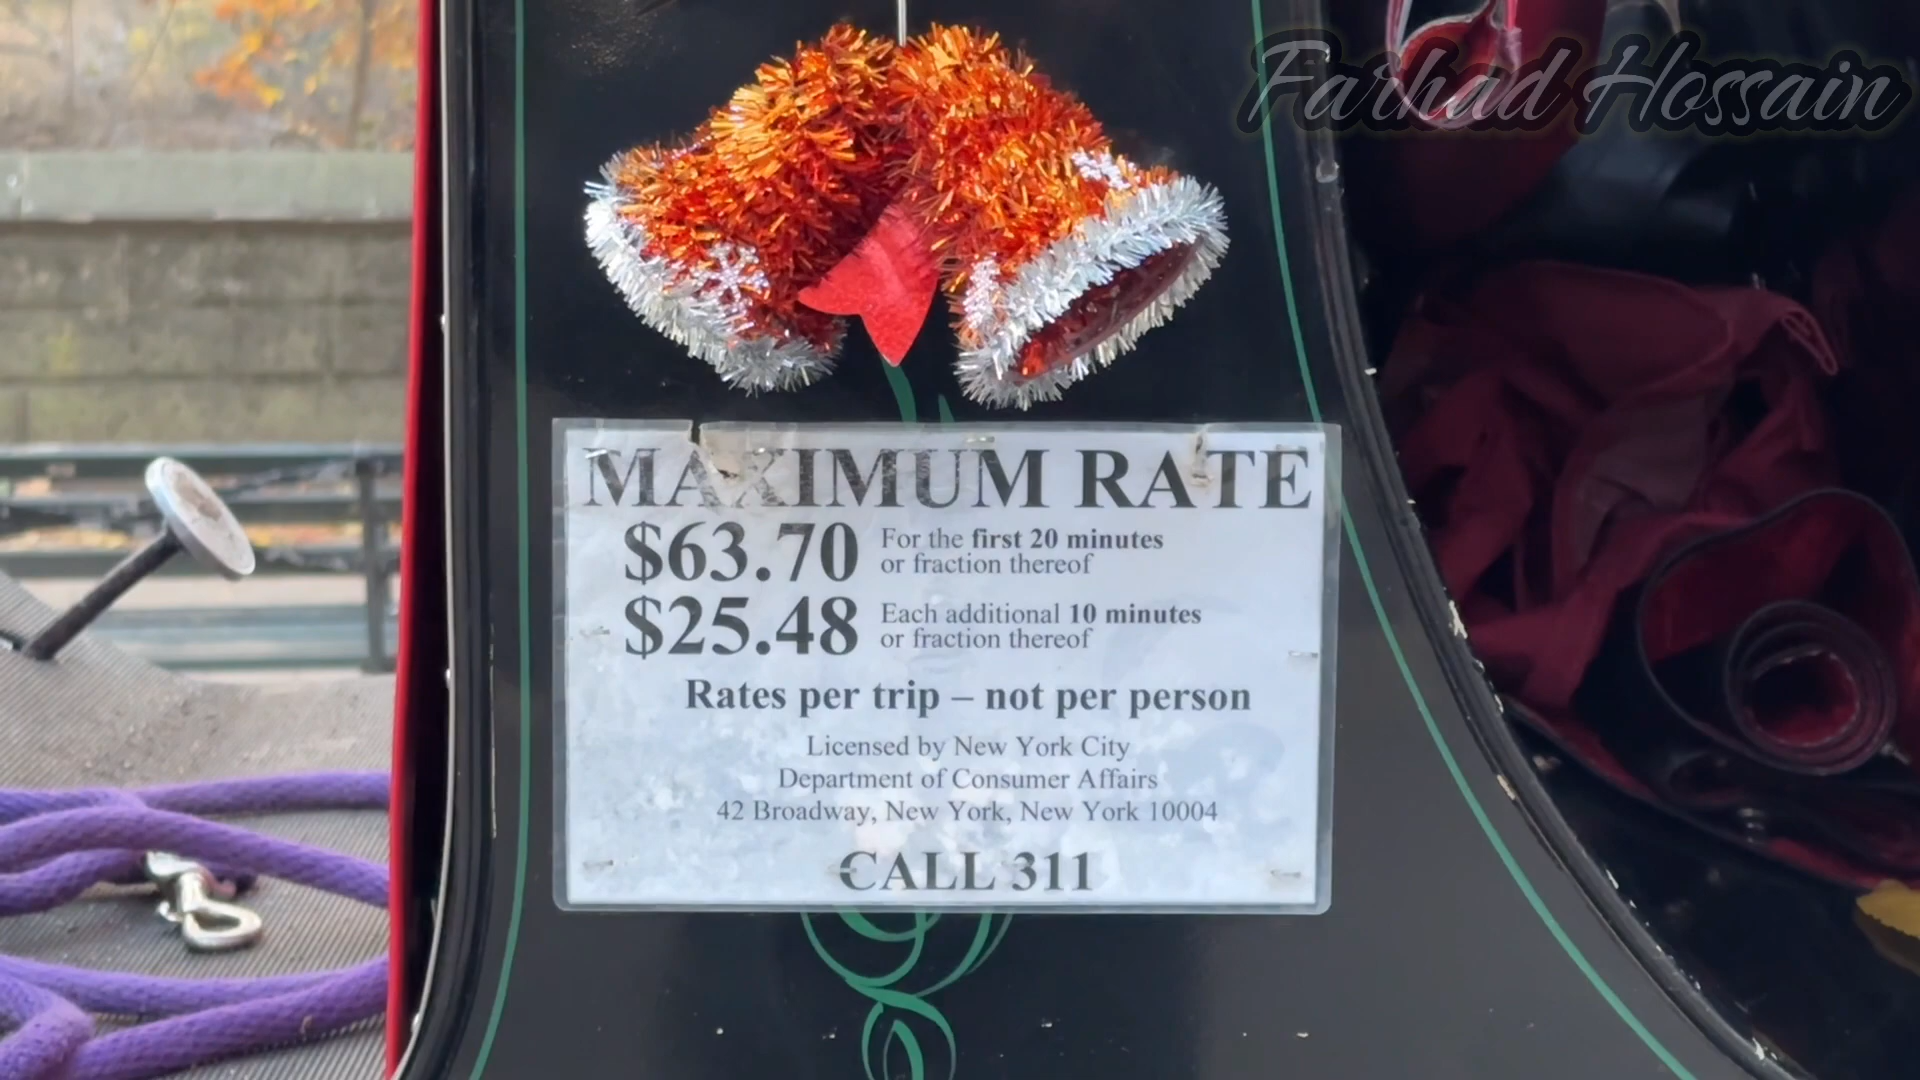 Farhad Hossain
MAXIMUM RATE
$63.70 For the first 20 minutes
or fraction thereof
$25.48 Each additional 10 minutes
or fraction thereof
Rates per trip – not per person
Licensed by New York City
Department of Consumer Affairs
42 Broadway, New York, New York 10004
CALL 311